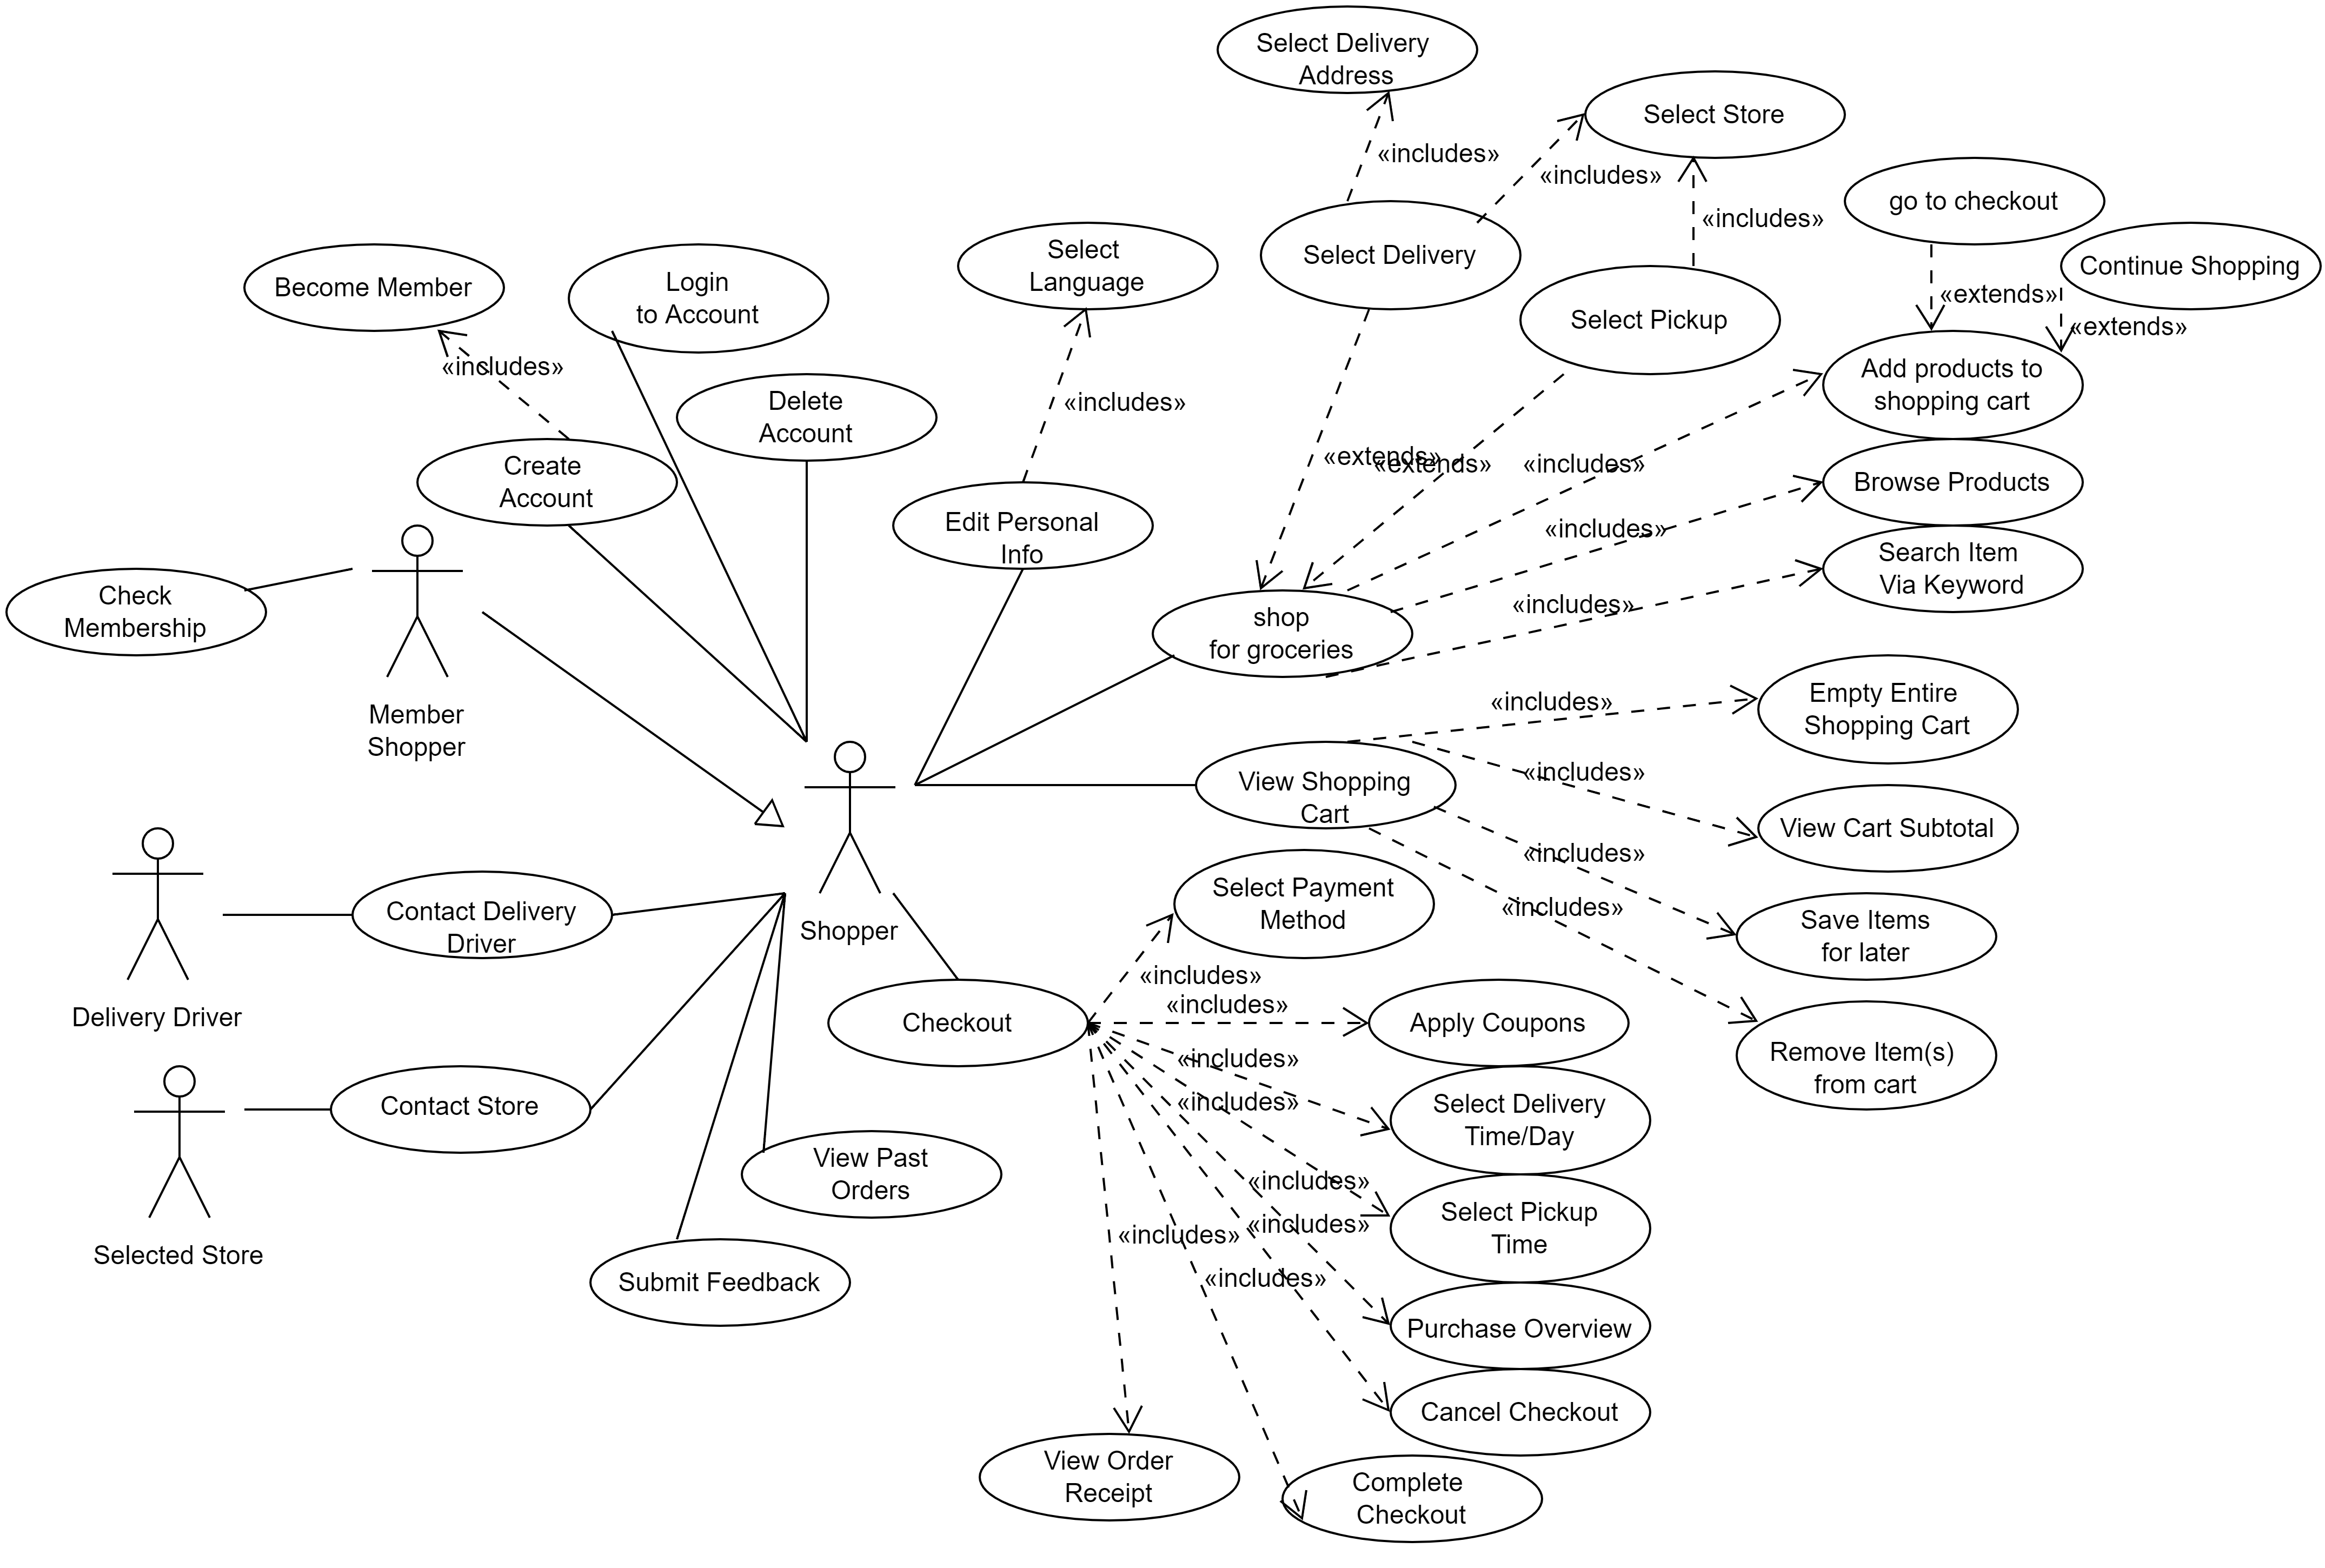 Select Delivery
Address
Select Store
«includes»
«includes»
go to checkout
«includes»
Select
Language
Select Delivery
Continue Shopping
Become Member
Login
to Account
«extends»
Select Pickup
«extends»
«includes»
Add products to
shopping cart
Delete
Account
«includes»
«extends»
«extends»
«includes»
Create
Account
Browse Products
Edit Personal
Info
«includes»
Search Item
Via Keyword
Check
Membership
«includes»
shop
for groceries
Member
Shopper
«includes»
Empty Entire
Shopping Cart
View Shopping
Cart
«includes»
View Cart Subtotal
«includes»
Select Payment
Method
Contact Delivery
Driver
Shopper
«includes»
Save Items
for later
Delivery Driver
«includes»
«includes»
Checkout
Apply Coupons
«includes»
Remove Item(s)
from cart
Contact Store
«includes»
Select Delivery
Time/Day
View Past
Orders
«includes»
Select Pickup
Time
Selected Store
«includes»
«includes»
Submit Feedback
«includes»
Purchase Overview
Cancel Checkout
View Order
Receipt
Complete
Checkout